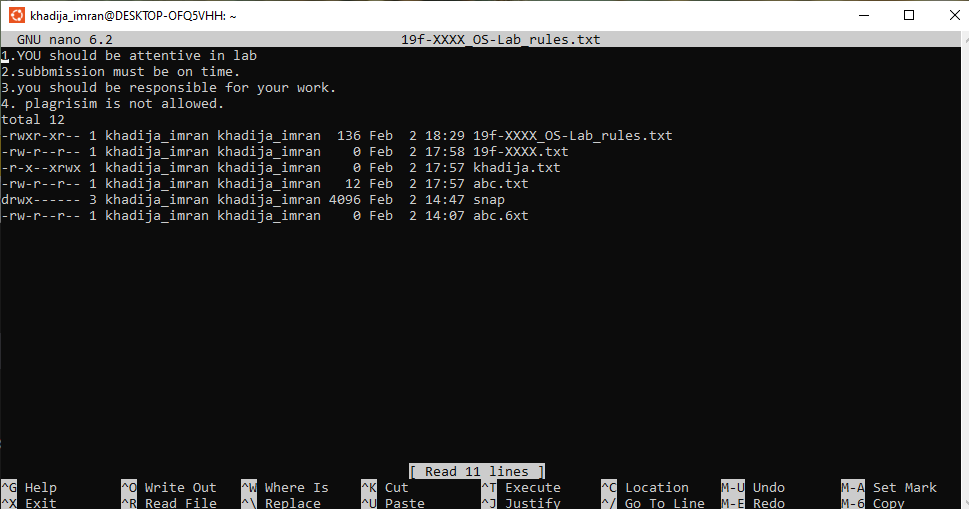 khadija_imran@DESKTOP-OFQ5VHH: ~
GNU nano 6.2 19f-XXXX_OS-Lab_rules.txt
1.YOU should be attentive in lab
2.subbmission must be on time.
3.you should be responsible for your work.
4. plagrisim is not allowed.
total 12
-rwxr-xr-- 1 khadija_imran khadija_imran  136 Feb  2 18:29 19f-XXXX_OS-Lab_rules.txt
-rw-r--r-- 1 khadija_imran khadija_imran    0 Feb  2 17:58 19f-XXXX.txt
-r-x--xrwx 1 khadija_imran khadija_imran    0 Feb  2 17:57 khadija.txt
-rw-r--r-- 1 khadija_imran khadija_imran   12 Feb  2 17:57 abc.txt
drwx------ 3 khadija_imran khadija_imran 4096 Feb  2 14:47 snap
-rw-r--r-- 1 khadija_imran khadija_imran    0 Feb  2 14:07 abc.6xt
[ Read 11 lines ]
^G Help ^O Write Out ^W Where Is ^K Cut ^T Execute ^C Location M-U Undo M-A Set Mark
^X Exit ^R Read File ^\ Replace ^U Paste ^J Justify ^/ Go To Line M-E Redo M-6 Copy